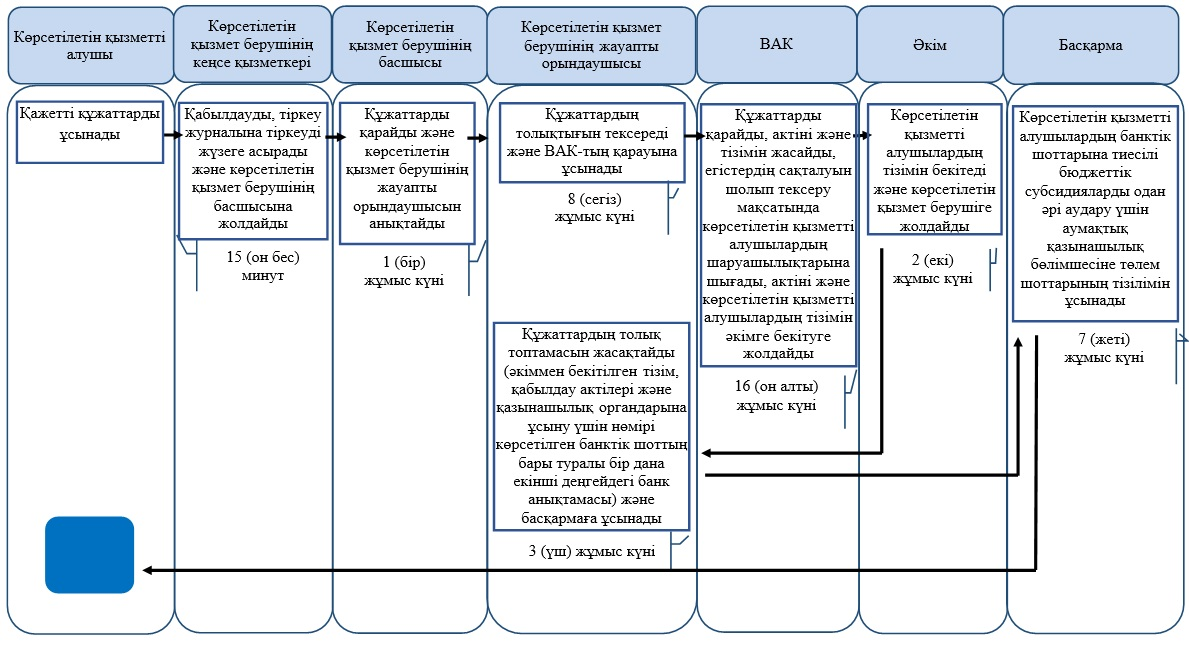 Көрсетілетін қызметті
алушы
Көрсетілетін
қызмет берушінің
кеңсе қызметкері
Көрсетілетін
қызмет берушінің
басшысы
Көрсетілетін қызмет
берушінің жауапты
орындаушысы
ВАК
Әкім
Басқарма
Қажетті құжаттарды
ұсынады
Қабылдауды, тіркеу
журналына тіркеуді
жүзеге асырады
және көрсетілетін
қызмет берушінің
басшысына
жолдайды
15 (он бес)
минут
Құжаттарды
қарайды және
көрсетілетін
қызмет берушінің
жауапты
орындаушысын
анықтайды
1 (бір)
жұмыс күні
Құжаттардың
толықтығын тексереді
және ВАК-тың қарауына
ұсынады
8 (сегіз)
жұмыс күні
Құжаттардың толық
топтамасын жасақтайды
(әкіммен бекітілген тізім,
қабылдау актілері және
қазынашылық органдарына
ұсыну үшін нөмірі
көрсетілген банктік шоттың
бары туралы бір дана
екінші деңгейдегі банк
анықтамасы) және
басқармаға ұсынады
3 (үш) жұмыс күні
Құжаттарды
қарайды, актіні және
тізімін жасайды,
егістердің сақталуын
шолып тексеру
мақсатында
көрсетілетін қызметті
алушылардың
шаруашылықтарына
шығады, актіні және
көрсетілетін қызметті
алушылардың тізімін
әкімге бекітуге
жолдайды
16 (он алты)
жұмыс күні
Көрсетілетін
қызметті
алушылардың
тізімін бекітеді
және көрсетілетін
қызмет берушіге
жолдайды
2 (екі)
жұмыс күні
Көрсетілетін қызметті
алушылардың банктік
шоттарына тиесілі
бюджеттік
субсидияларды одан
әрі аудару үшін
аумақтық
қазынашылық
бөлімшесіне төлем
шоттарының тізілімін
ұсынады
7 (жеті)
жұмыс күні